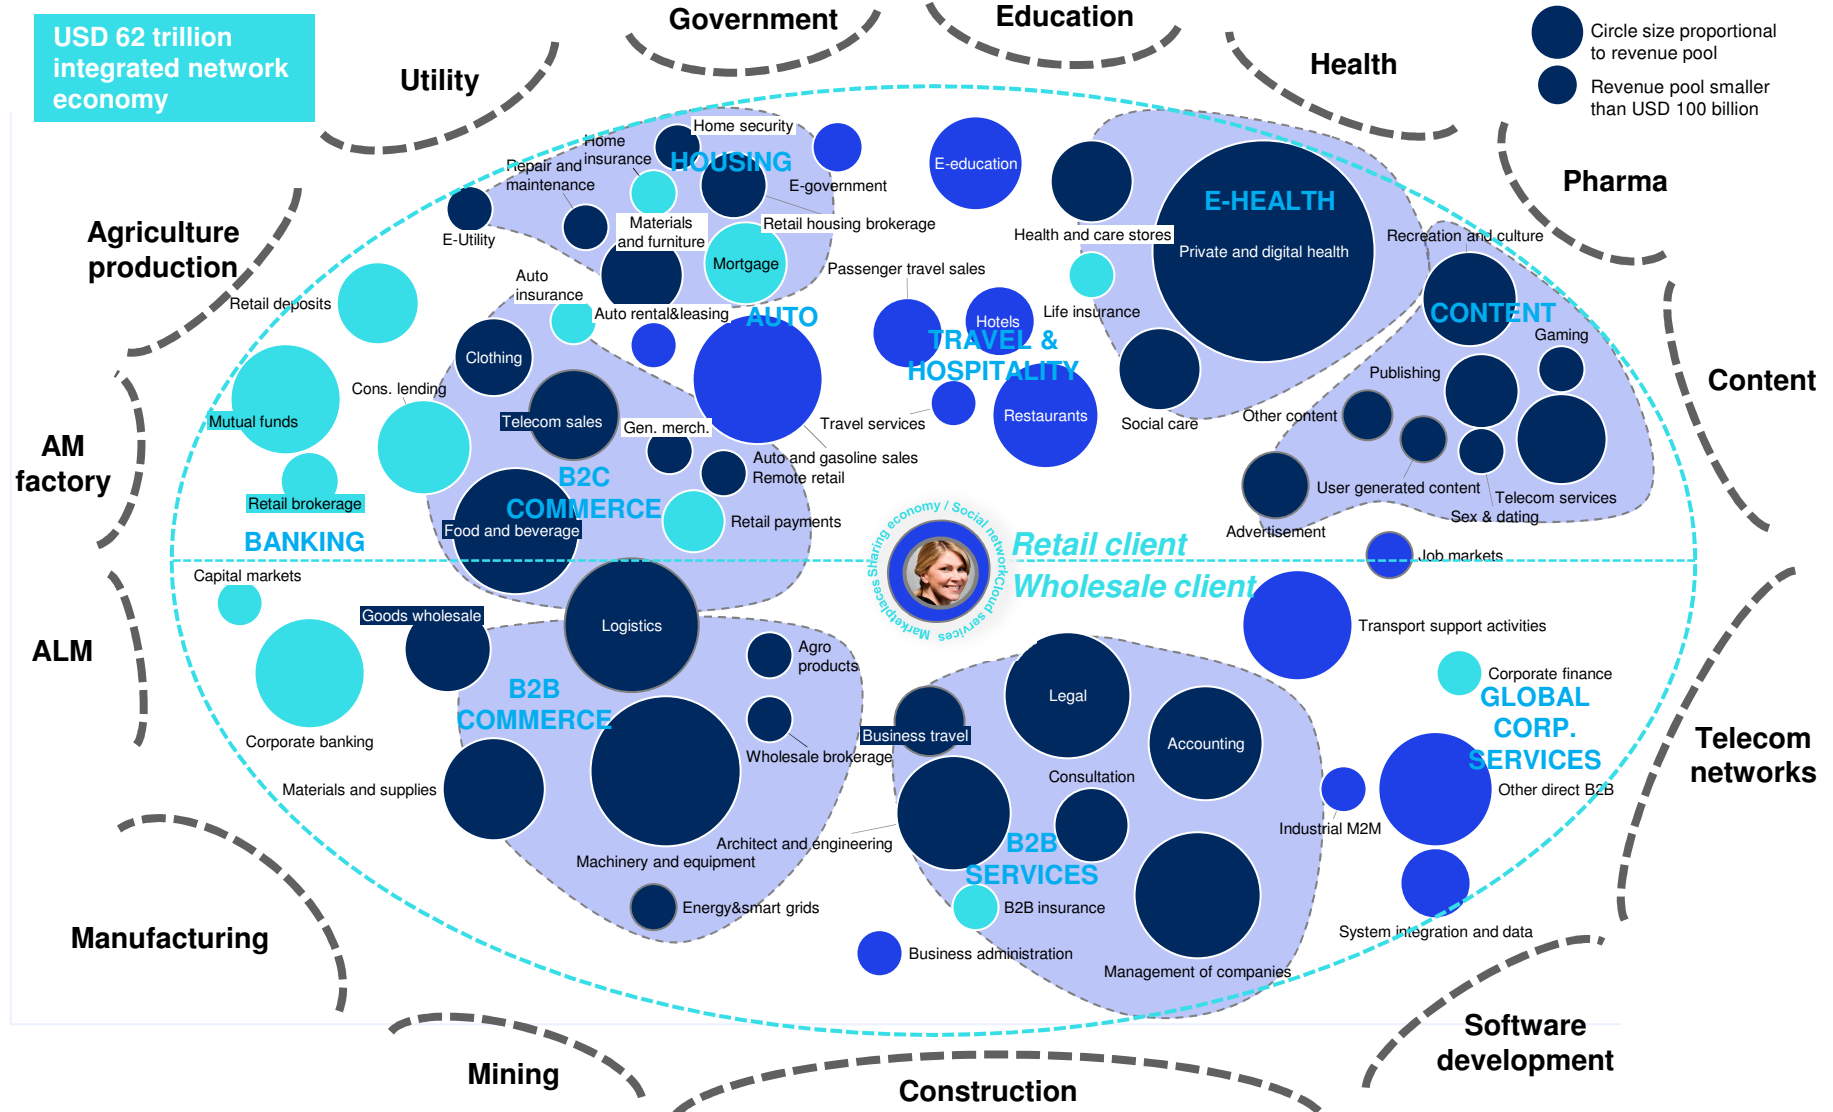 USD 62 trillion
integrated network
economy
Government
Education
Utility
Health
Circle size proportional
to revenue pool
Revenue pool smaller
than USD 100 billion
Pharma
Content
Agriculture
production
AM
factory
ALM
Manufacturing
Mining
Construction
Software
development
Telecom
networks
Home security
Home
insurance
HOUSING
Repair and
maintenance
E-government
E-Utility
Materials
and furniture
Retail housing brokerage
Mortgage
E-education
E-HEALTH
Health and care stores
Private and digital health
Life insurance
Social care
Recreation and culture
CONTENT
Gaming
Publishing
Other content
User generated content
Telecom services
Sex & dating
Advertisement
Job markets
Retail deposits
Auto
insurance
Auto rental&leasing
AUTO
Passenger travel sales
Hotels
TRAVEL &
HOSPITALITY
Restaurants
Travel services
Auto and gasoline sales
Clothing
Cons. lending
Mutual funds
Telecom sales
Gen. merch.
Remote retail
B2C
COMMERCE
Retail brokerage
Food and beverage
Retail payments
BANKING
Sharing economy / Social network
Cloud services
Marketplaces
Retail client
Wholesale client
Capital markets
Goods wholesale
Logistics
Agro
products
Corporate banking
B2B
COMMERCE
Wholesale brokerage
Materials and supplies
Machinery and equipment
Energy&smart grids
Business travel
Legal
Accounting
Consultation
Architect and engineering
B2B
SERVICES
B2B insurance
Business administration
Management of companies
Transport support activities
Corporate finance
GLOBAL
CORP.
SERVICES
Other direct B2B
Industrial M2M
System integration and data